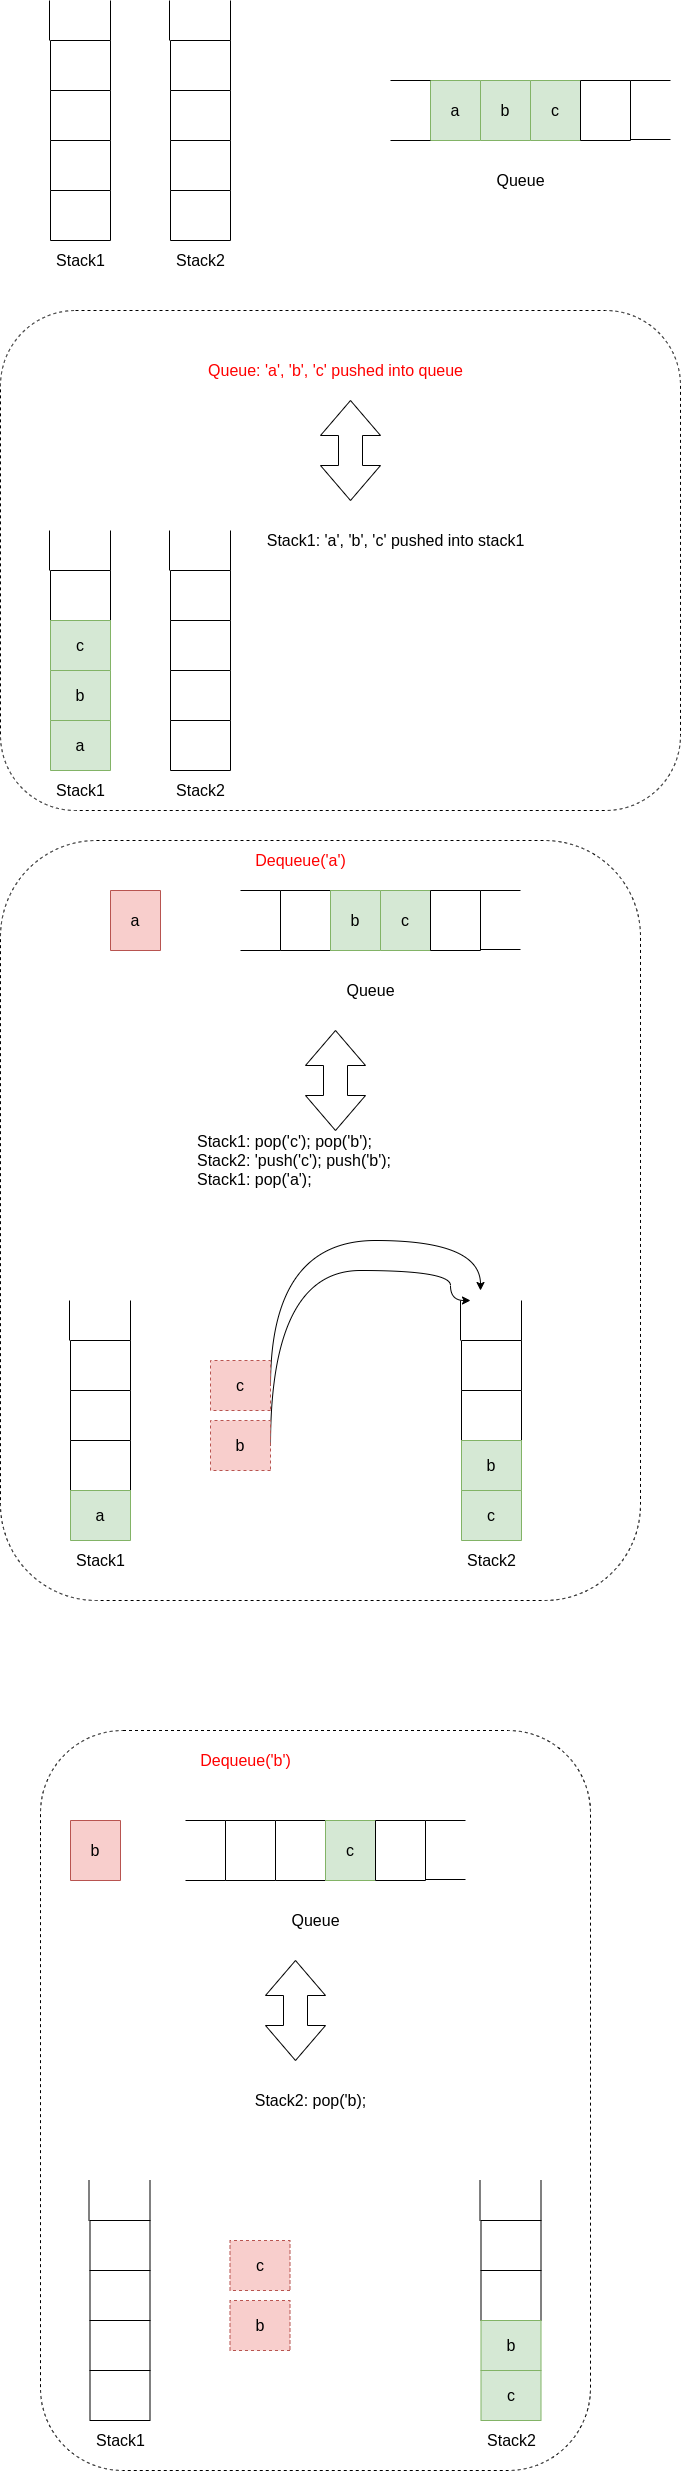 a b c
Queue
Stack1 Stack2
Queue: 'a', 'b', 'c' pushed into queue
Stack1: 'a', 'b', 'c' pushed into stack1
c
b
a
Stack1 Stack2
Dequeue('a')
a b c
Queue
Stack1: pop('c'); pop('b');
Stack2: 'push('c'); push('b');
Stack1: pop('a');
c
b
b
a c
Stack1 Stack2
Dequeue('b')
b c
Queue
Stack2: pop('b);
c
b
b
c
Stack1 Stack2